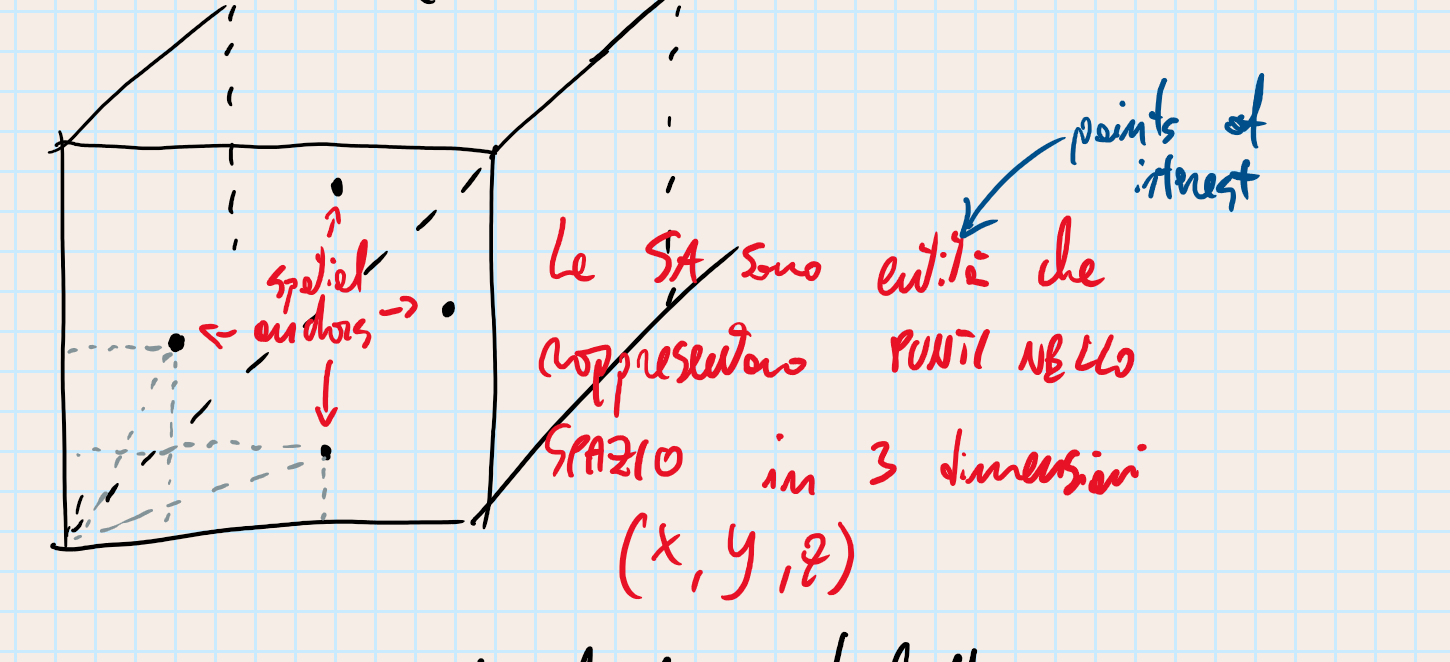 points of
interest
spatial
anchors
Le SA sono entità che
rappresentano PUNTI NELLO
SPAZIO in 3 dimensioni
(x, y, z)